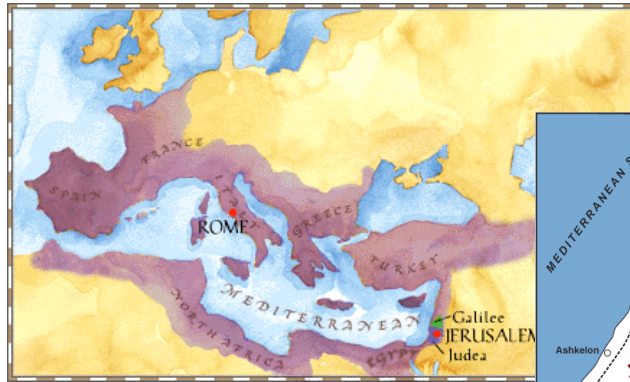 FRANCE
SPAIN
ITALY
ROME
GREECE
TURKEY
MEDITERRANEAN
NORTH AFRICA
EGYPT
Galilee
JERUSALEM
Judea
MEDITERRANEAN S
Ashkelon